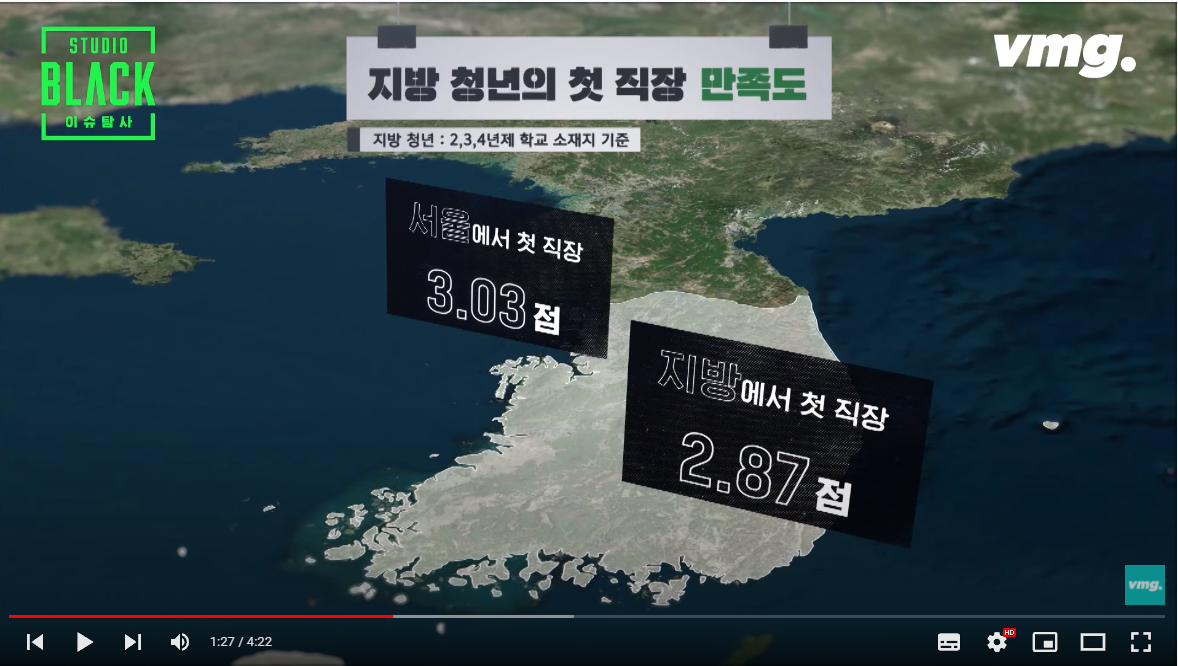 STUDIO
BLACK
이슈탐사
vmg.
지방 청년의 첫 직장 만족도
지방 청년 : 2,3,4년제 학교 소재지 기준
서울에서 첫 직장
3.03점
지방에서 첫 직장
2.87점
vmg.
1:27 / 4:22
HD